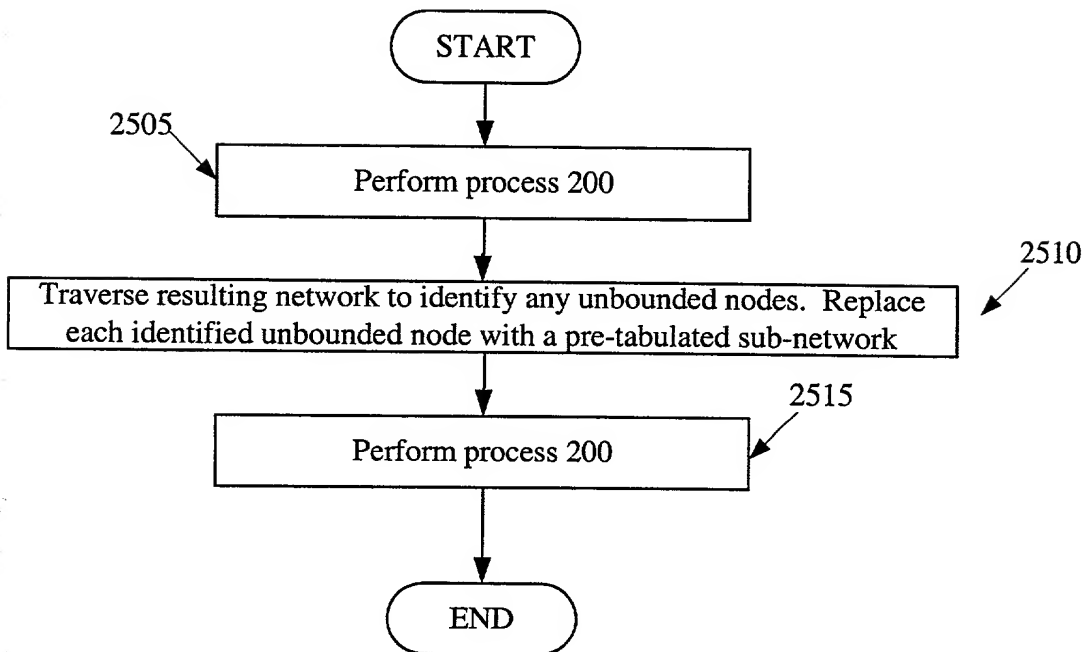 START
2505
Perform process 200
2510
Traverse resulting network to identify any unbounded nodes.  Replace
each identified unbounded node with a pre-tabulated sub-network
2515
Perform process 200
END